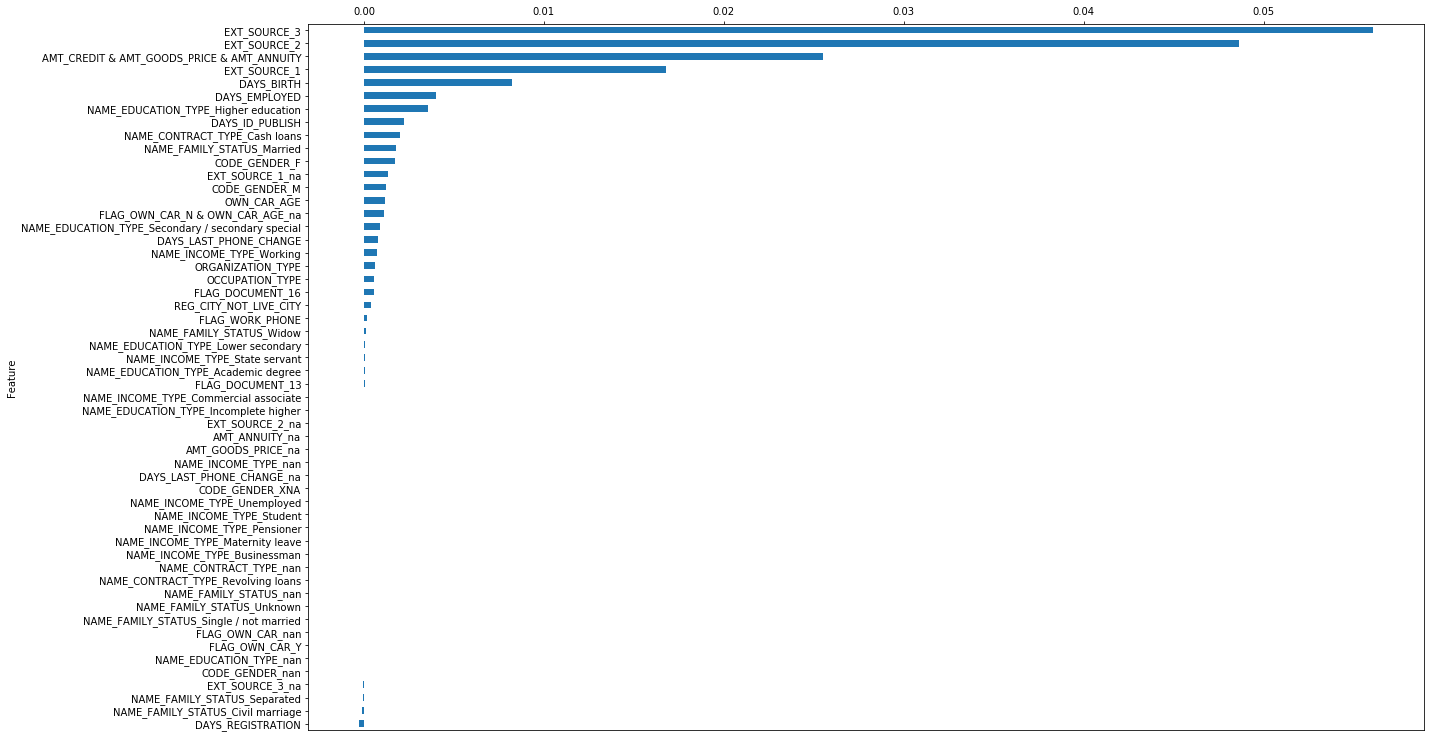 0.00 0.01 0.02 0.03 0.04 0.05
EXT_SOURCE_3
EXT_SOURCE_2
AMT_CREDIT & AMT_GOODS_PRICE & AMT_ANNUITY
EXT_SOURCE_1
DAYS_BIRTH
DAYS_EMPLOYED
NAME_EDUCATION_TYPE_Higher education
DAYS_ID_PUBLISH
NAME_CONTRACT_TYPE_Cash loans
NAME_FAMILY_STATUS_Married
CODE_GENDER_F
EXT_SOURCE_1_na
CODE_GENDER_M
OWN_CAR_AGE
FLAG_OWN_CAR_N & OWN_CAR_AGE_na
NAME_EDUCATION_TYPE_Secondary / secondary special
DAYS_LAST_PHONE_CHANGE
NAME_INCOME_TYPE_Working
ORGANIZATION_TYPE
OCCUPATION_TYPE
FLAG_DOCUMENT_16
REG_CITY_NOT_LIVE_CITY
FLAG_WORK_PHONE
NAME_FAMILY_STATUS_Widow
NAME_EDUCATION_TYPE_Lower secondary
NAME_INCOME_TYPE_State servant
NAME_EDUCATION_TYPE_Academic degree
FLAG_DOCUMENT_13
NAME_INCOME_TYPE_Commercial associate
NAME_EDUCATION_TYPE_Incomplete higher
EXT_SOURCE_2_na
AMT_ANNUITY_na
AMT_GOODS_PRICE_na
NAME_INCOME_TYPE_nan
DAYS_LAST_PHONE_CHANGE_na
CODE_GENDER_XNA
NAME_INCOME_TYPE_Unemployed
NAME_INCOME_TYPE_Student
NAME_INCOME_TYPE_Pensioner
NAME_INCOME_TYPE_Maternity leave
NAME_INCOME_TYPE_Businessman
NAME_CONTRACT_TYPE_nan
NAME_CONTRACT_TYPE_Revolving loans
NAME_FAMILY_STATUS_nan
NAME_FAMILY_STATUS_Unknown
NAME_FAMILY_STATUS_Single / not married
FLAG_OWN_CAR_nan
FLAG_OWN_CAR_Y
NAME_EDUCATION_TYPE_nan
CODE_GENDER_nan
EXT_SOURCE_3_na
NAME_FAMILY_STATUS_Separated
NAME_FAMILY_STATUS_Civil marriage
DAYS_REGISTRATION
Feature